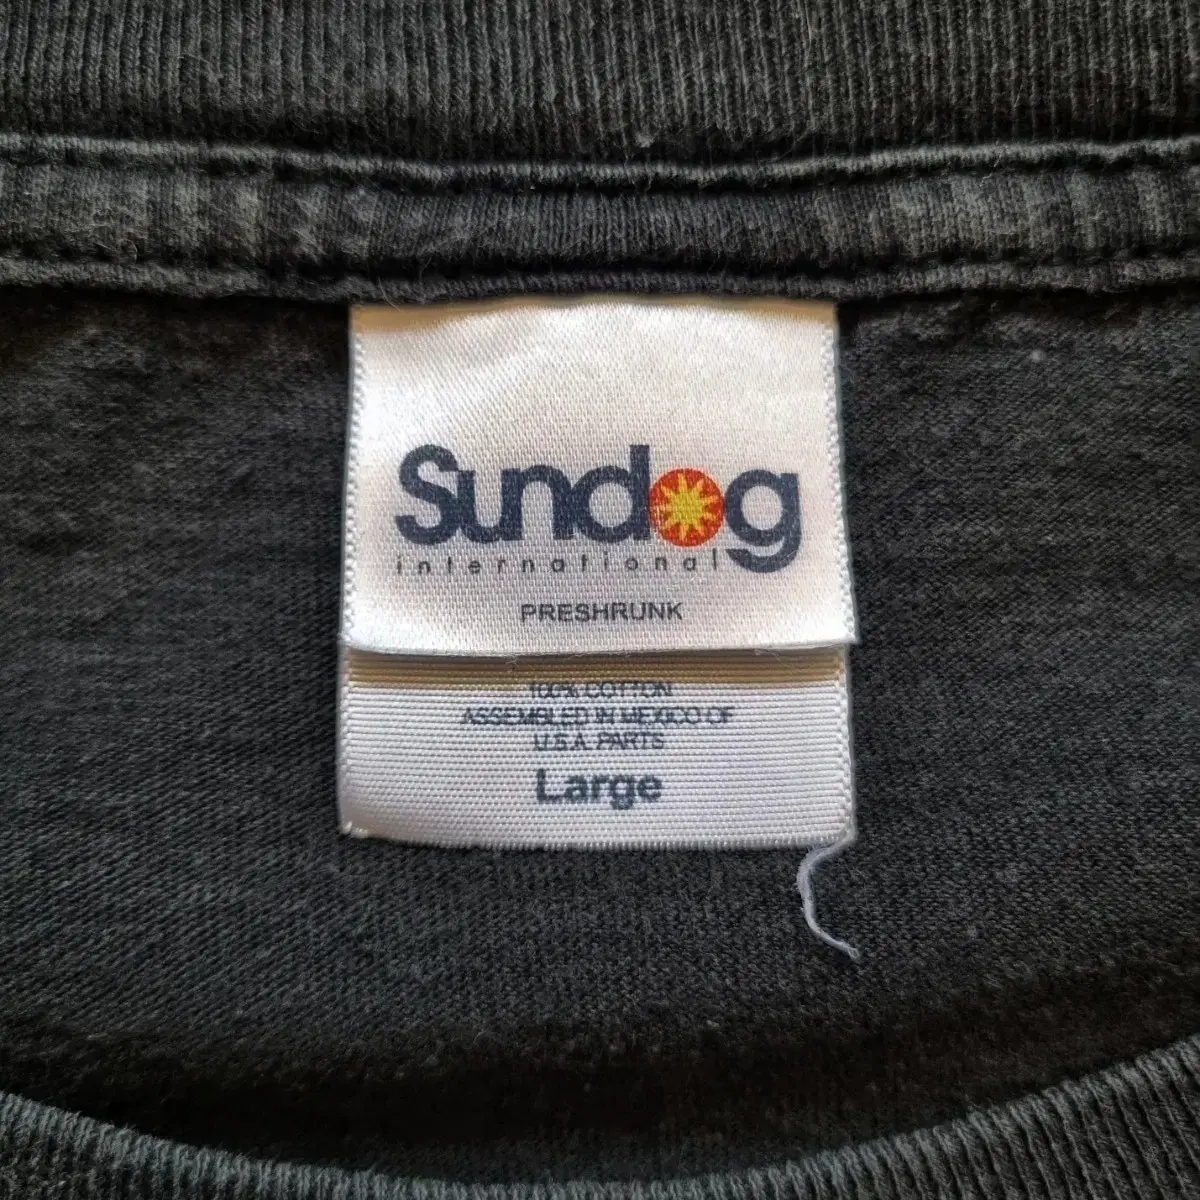 Sundog
international
PRESHRUNK
100% COTTON
ASSEMBLED IN MEXICO OF
U.S.A. PARTS
Large